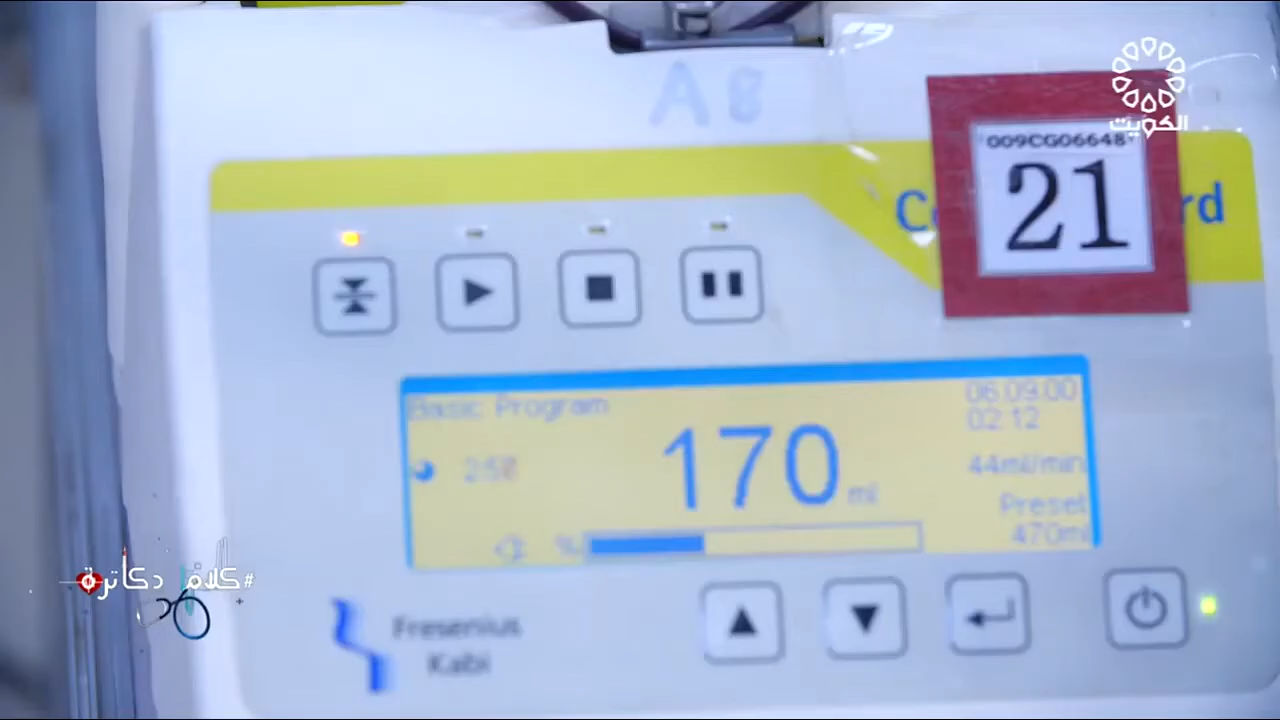 A8
الكويت
009CG06648
21
Basic Program
06.09.00
02:12
170 ml
44ml/min
Preset
470ml
%
#كلام دكاترة
Fresenius
Kabi